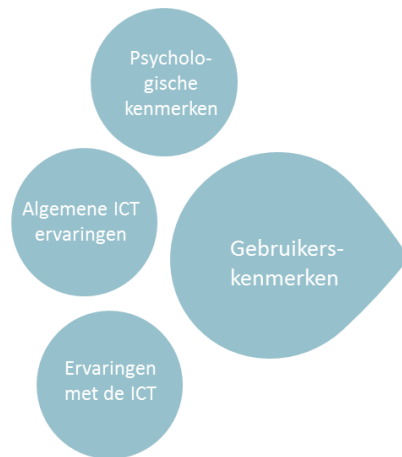 Psycholo-
gische
kenmerken
Algemene ICT
ervaringen
Gebruikers-
kenmerken
Ervaringen
met de ICT